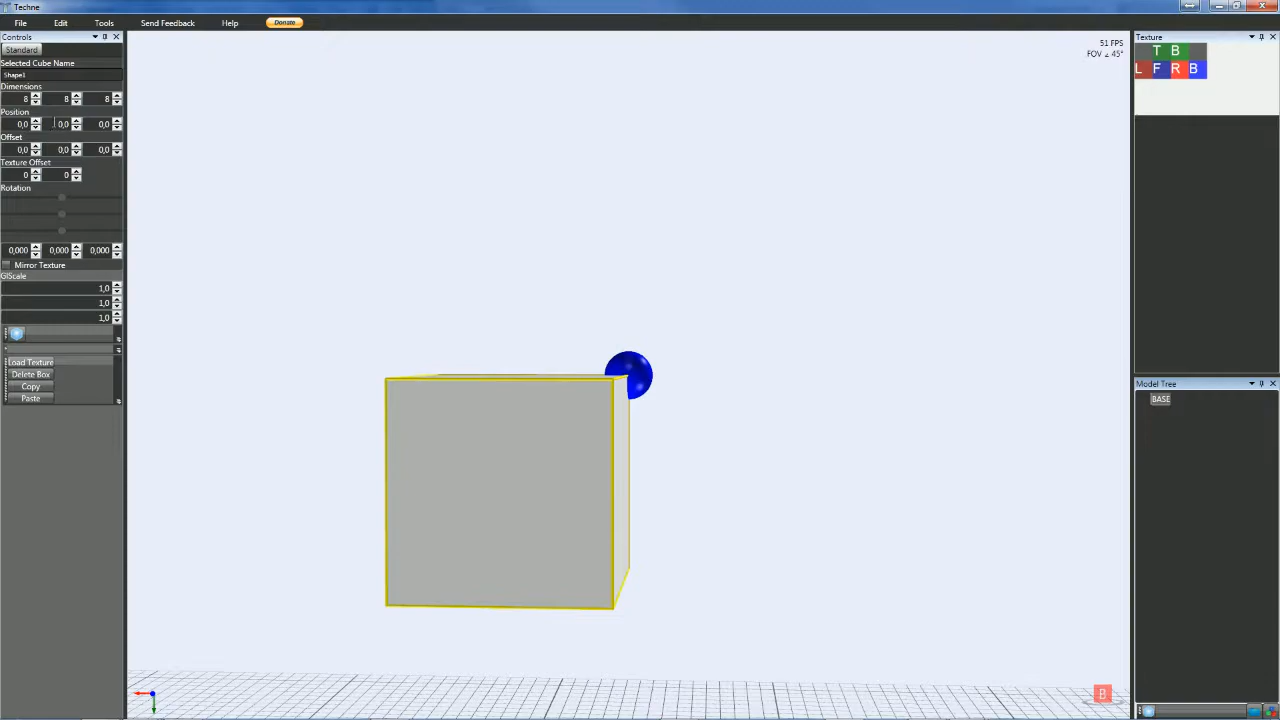 Techne
File Edit Tools Send Feedback Help Donate
Controls
Standard
Selected Cube Name
Shape1
Dimensions
8 8 8
Position
0,0 0,0 0,0
Offset
0,0 0,0 0,0
Texture Offset
0 0
Rotation
0,000 0,000 0,000
Mirror Texture
GlScale
1,0
1,0
1,0
Load Texture
Delete Box
Copy
Paste
51 FPS
FOV ∠ 45°
B
Texture
T B
L F R B
Model Tree
BASE